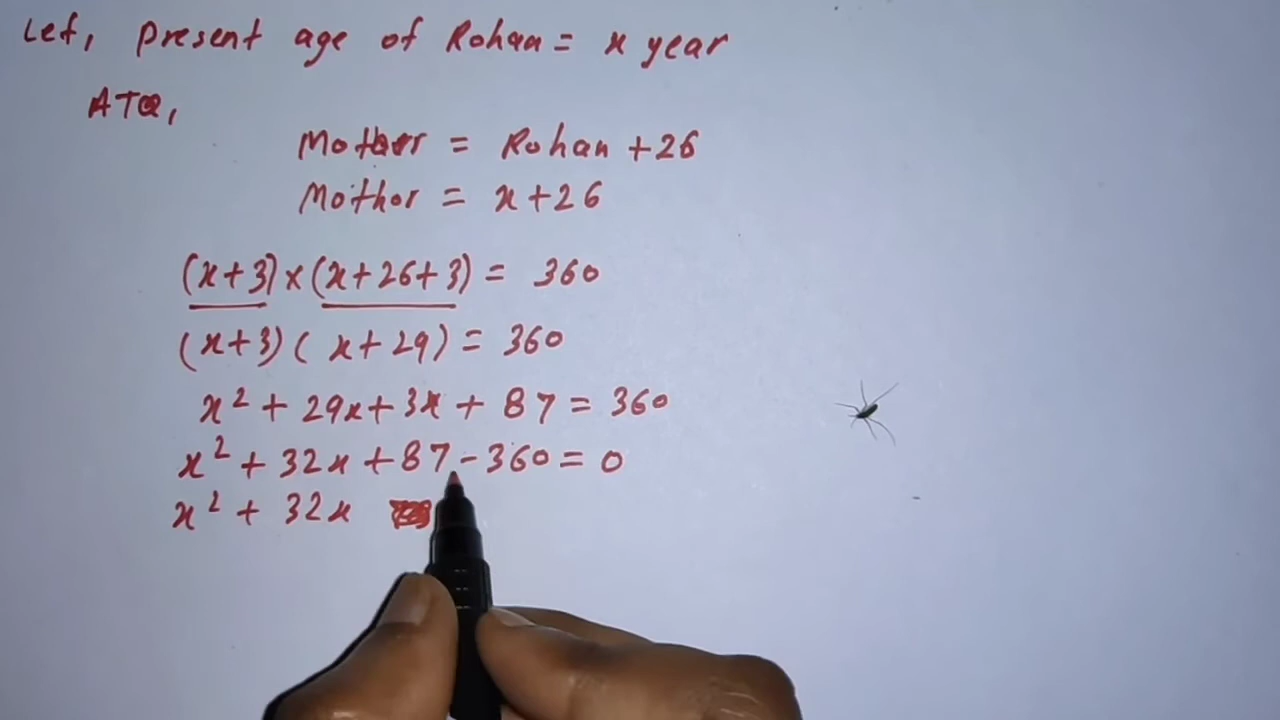 Let, present age of Rohan = x year
ATQ,
Mother = Rohan + 26
Mother = x + 26
(x+3) × (x+26+3) = 360
(x+3) (x+29) = 360
x² + 29x + 3x + 87 = 360
x² + 32x + 87 - 360 = 0
x² + 32x